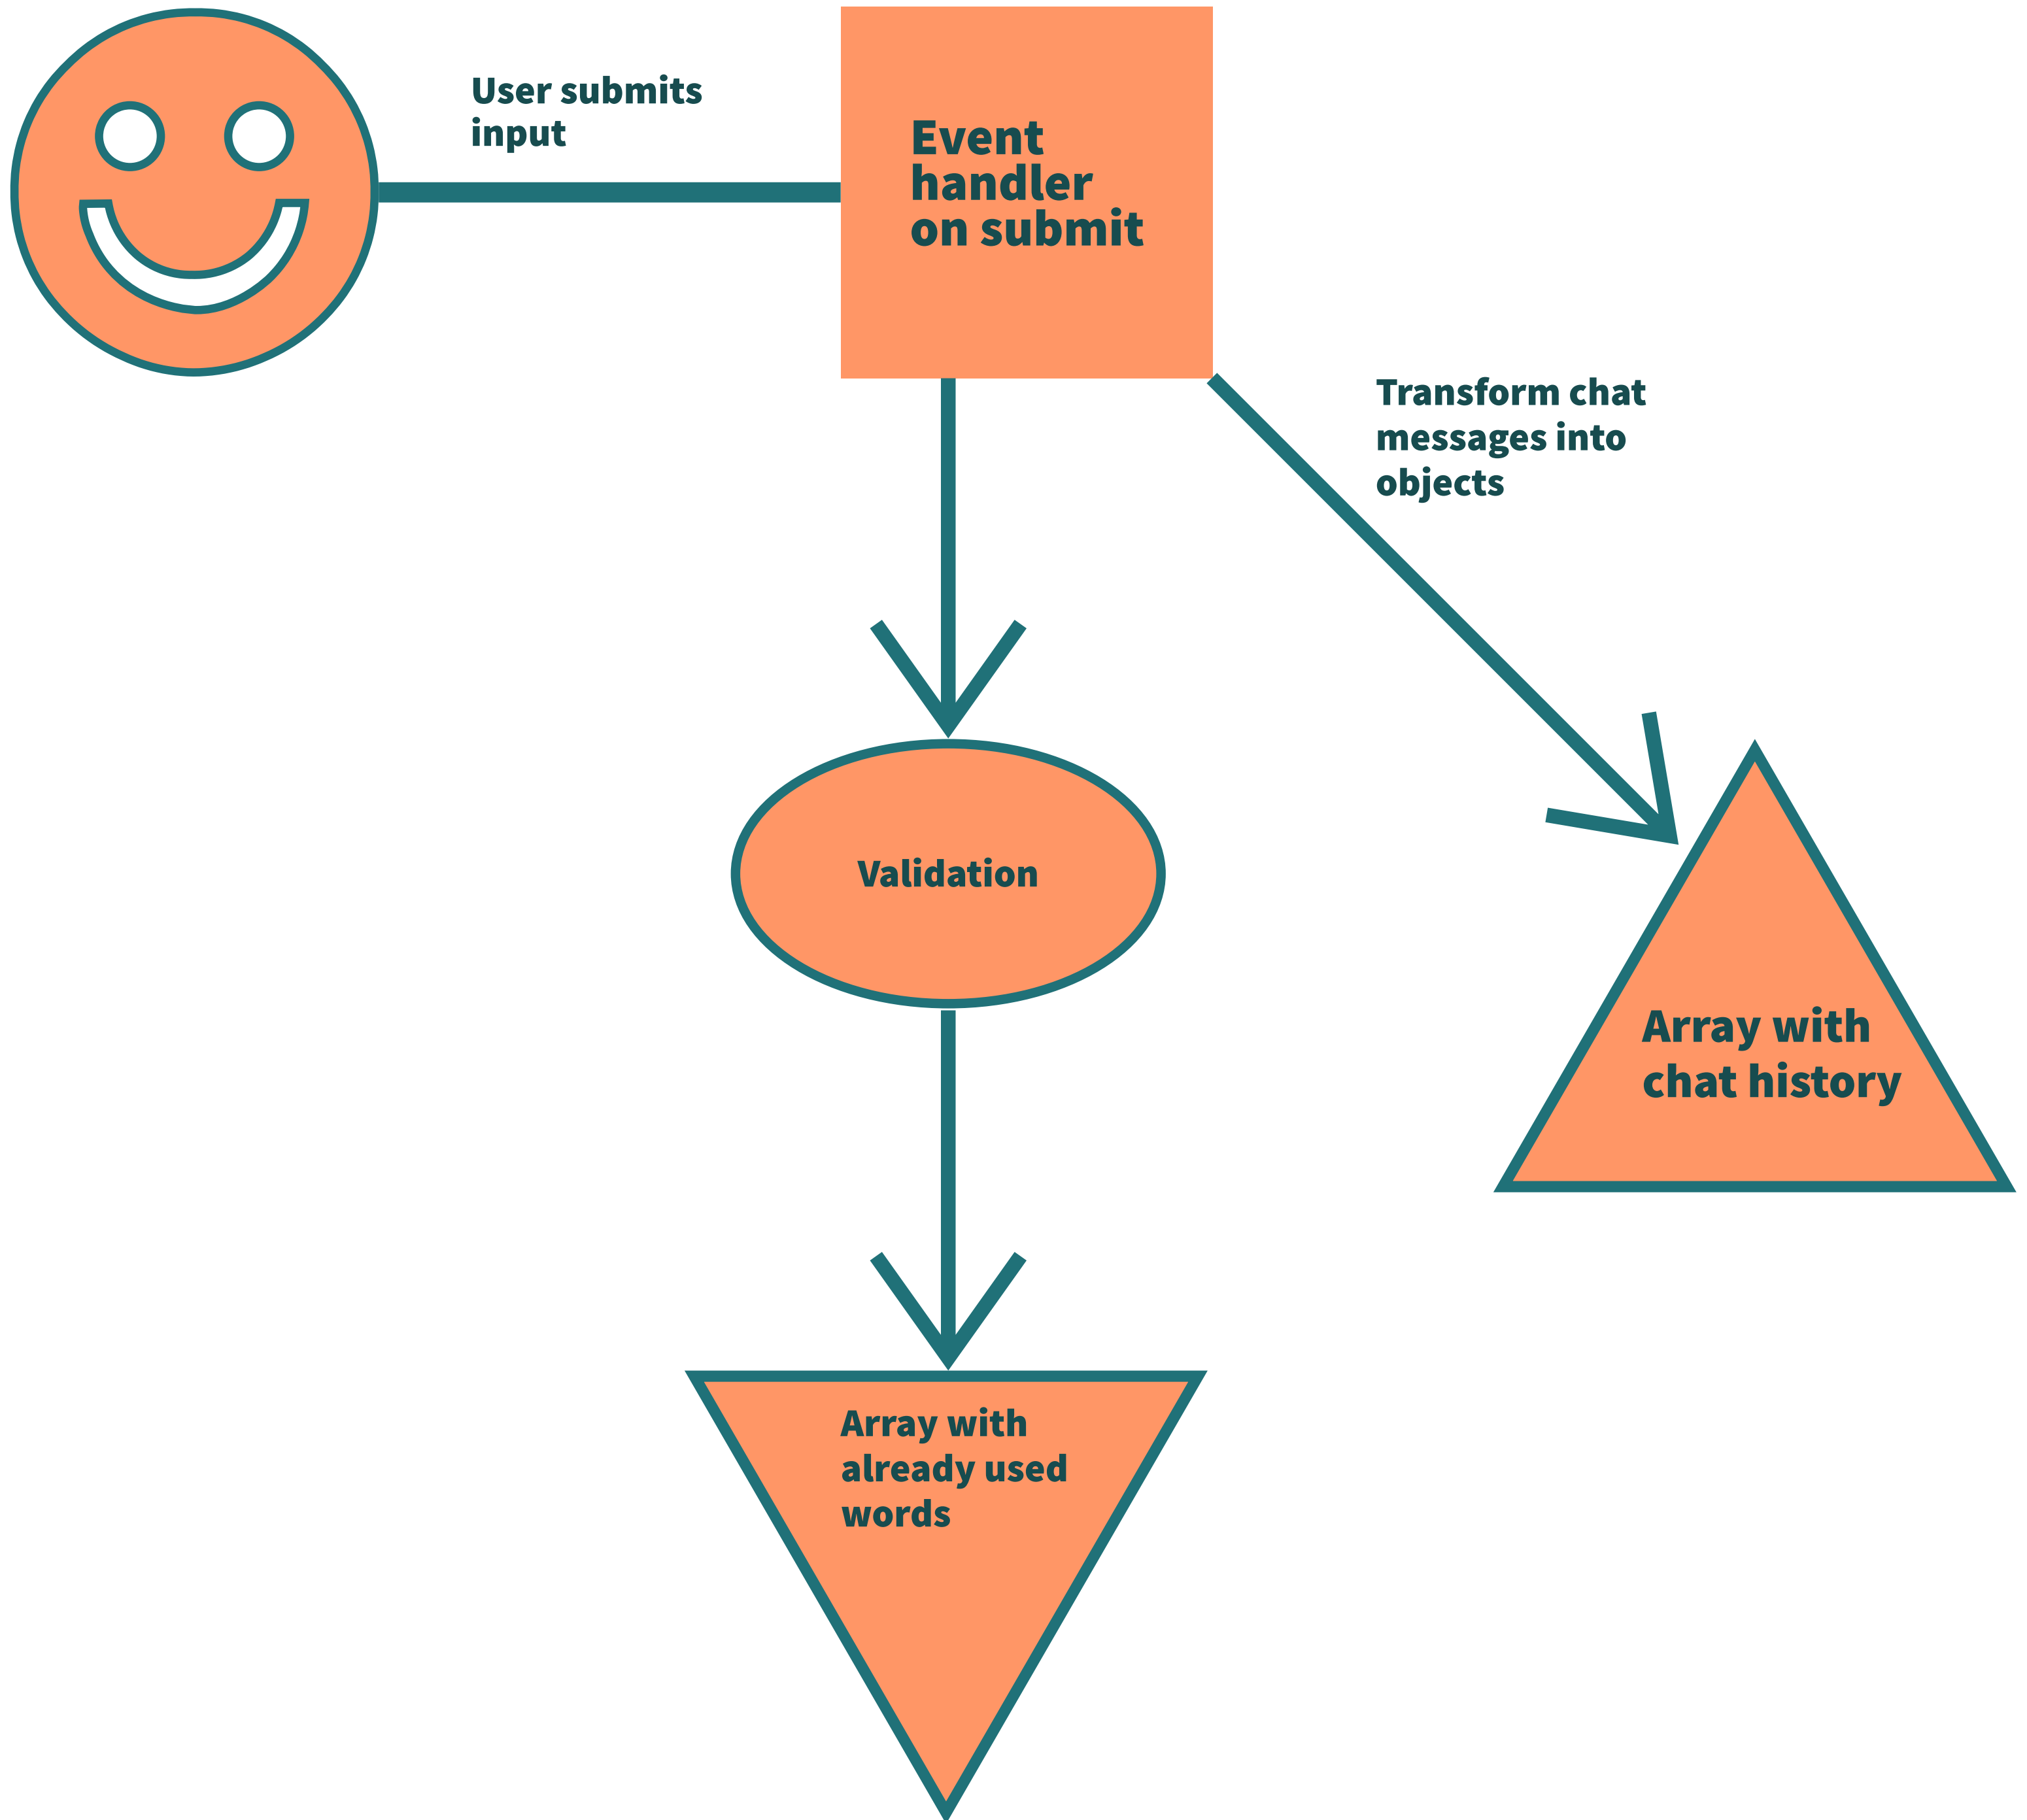 User submits
input
Event
handler
on submit
Transform chat
messages into
objects
Validation
Array with
chat history
Array with
already used
words